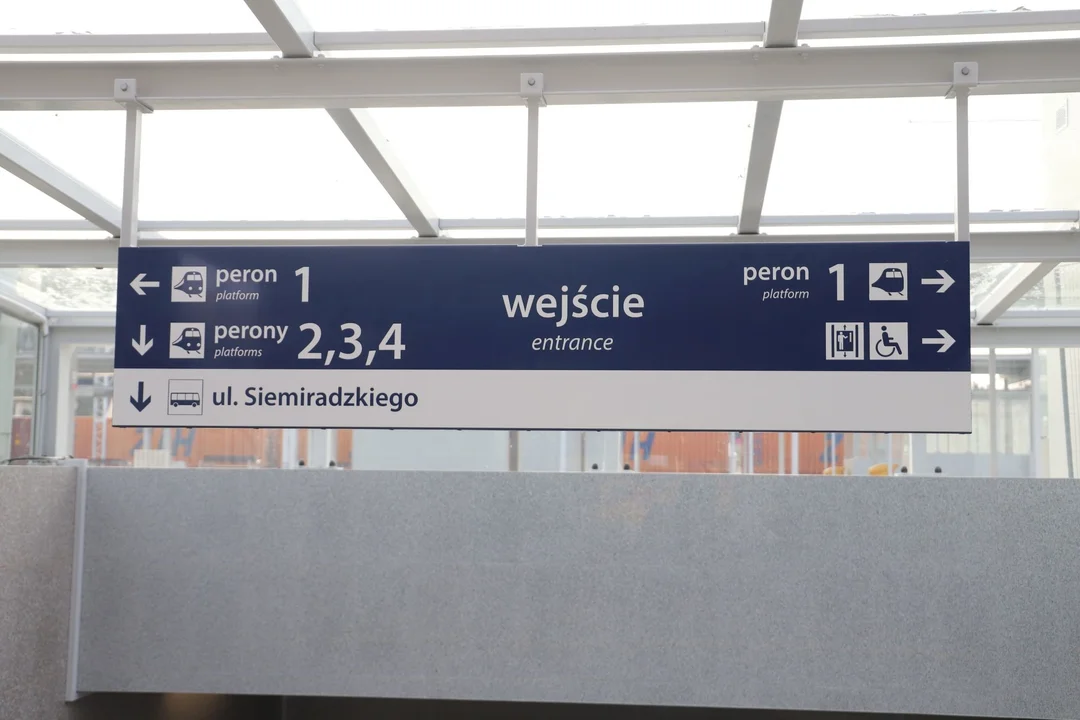 peron 1
platform
perony 2,3,4
platforms
wejście
entrance
peron 1
platform
ul. Siemiradzkiego